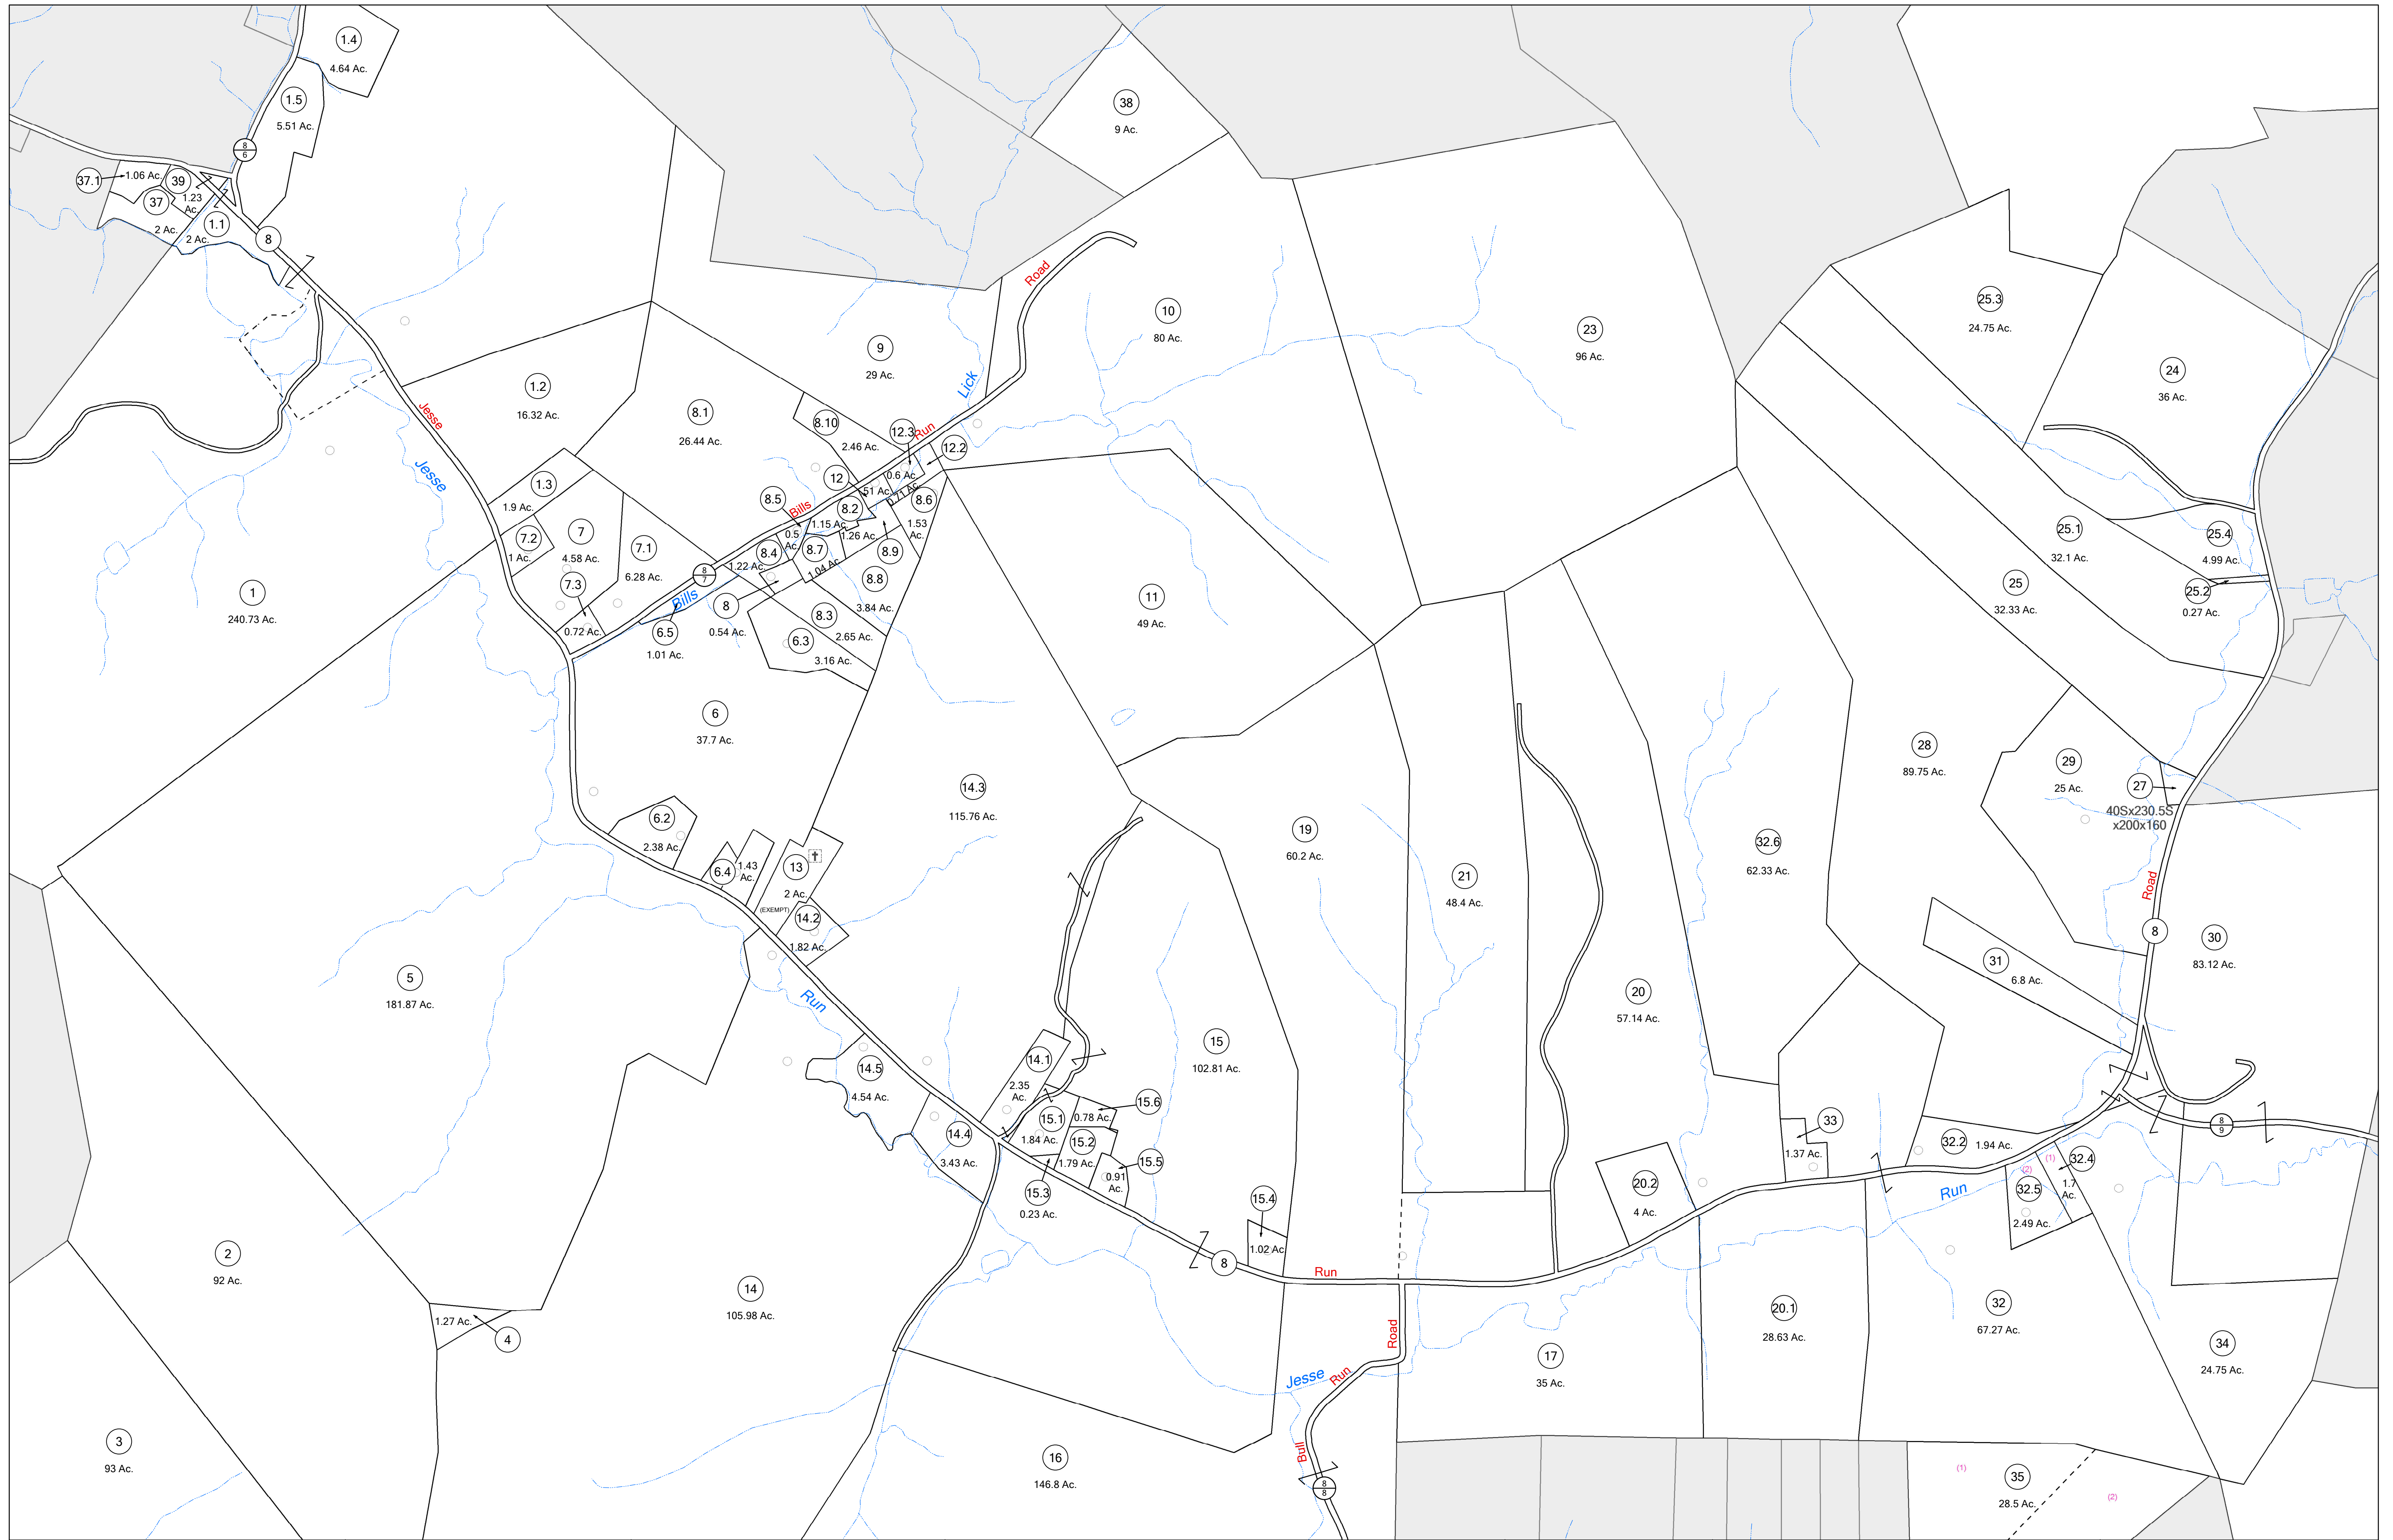 1.4
4.64 Ac.
1.5
5.51 Ac.
8
6
38
9 Ac.
37.1
1.06 Ac.
39
1.23
Ac.
37
2 Ac.
1.1
2 Ac.
8
Road
10
80 Ac.
23
96 Ac.
25.3
24.75 Ac.
24
36 Ac.
9
29 Ac.
Lick
1.2
16.32 Ac.
Jesse
Jesse
8.1
26.44 Ac.
8.10
2.46 Ac.
12.3
Run
12.2
0.6 Ac.
12
51 Ac.
0.71 Ac.
8.6
1.53
Ac.
8.5
Bills
8.2
1.15 Ac.
0.5
Ac.
1.26 Ac.
8.9
8.4
1.22 Ac.
8.7
1.04 Ac.
8.8
3.84 Ac.
1.3
1.9 Ac.
7.2
1 Ac.
7
4.58 Ac.
7.1
6.28 Ac.
7.3
0.72 Ac.
8
7
Bills
6.5
1.01 Ac.
8
0.54 Ac.
8.3
2.65 Ac.
6.3
3.16 Ac.
1
240.73 Ac.
11
49 Ac.
25.1
32.1 Ac.
25
32.33 Ac.
25.4
4.99 Ac.
25.2
0.27 Ac.
6
37.7 Ac.
14.3
115.76 Ac.
6.2
2.38 Ac.
6.4
1.43
Ac.
13
2 Ac.
(EXEMPT)
14.2
1.82 Ac.
19
60.2 Ac.
21
48.4 Ac.
32.6
62.33 Ac.
28
89.75 Ac.
29
25 Ac.
27
40Sx230.5S
x200x160
Road
8
30
83.12 Ac.
31
6.8 Ac.
20
57.14 Ac.
5
181.87 Ac.
Run
15
102.81 Ac.
14.5
4.54 Ac.
14.4
3.43 Ac.
14.1
2.35
Ac.
15.1
1.84 Ac.
15.6
0.78 Ac.
15.2
1.79 Ac.
15.5
0.91
Ac.
15.3
0.23 Ac.
15.4
1.02 Ac.
8
Run
20.2
4 Ac.
33
1.37 Ac.
32.2
1.94 Ac.
8
9
(1)
(2)
32.4
1.7
Ac.
32.5
2.49 Ac.
Run
2
92 Ac.
4
1.27 Ac.
14
105.98 Ac.
Road
Jesse
Run
17
35 Ac.
20.1
28.63 Ac.
32
67.27 Ac.
34
24.75 Ac.
3
93 Ac.
16
146.8 Ac.
Bull
8
8
(1)
35
28.5 Ac.
(2)